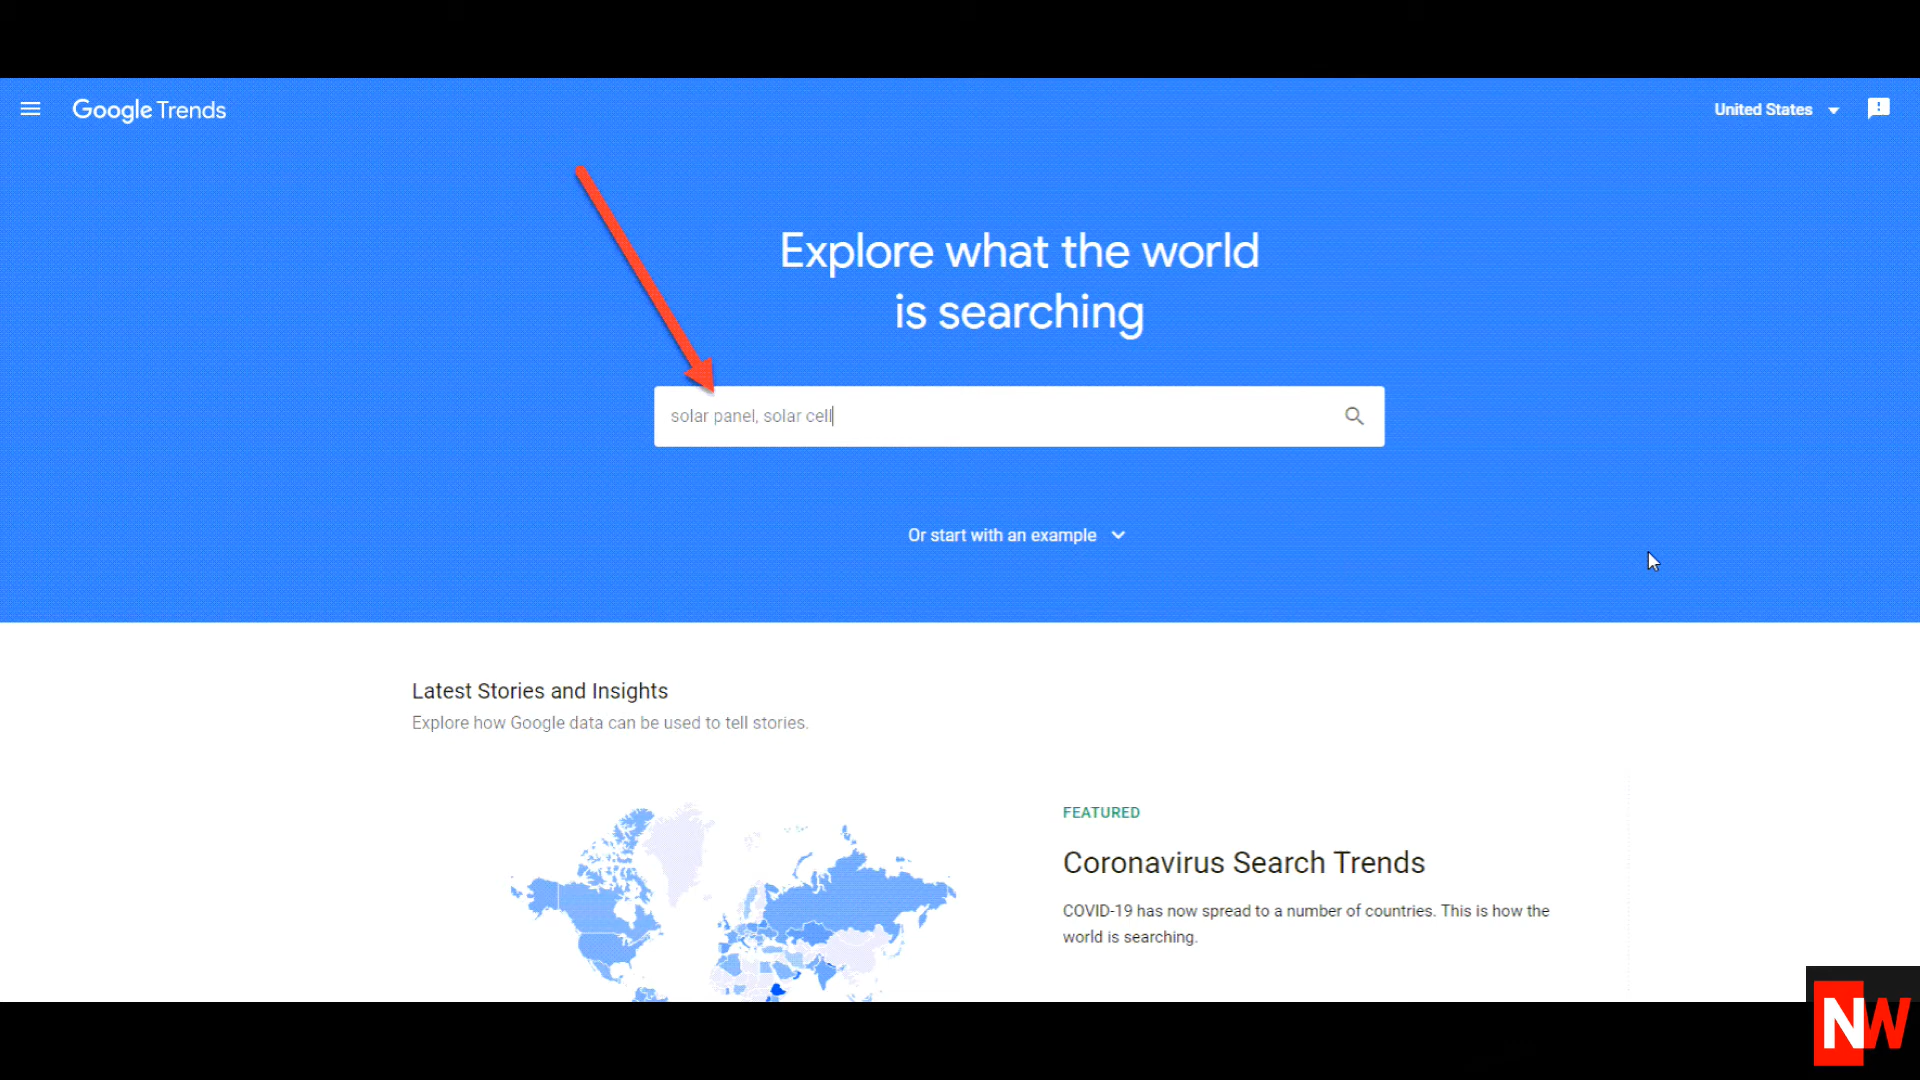 Google Trends
United States
Explore what the world
is searching
solar panel, solar cell
Or start with an example
Latest Stories and Insights
Explore how Google data can be used to tell stories.
FEATURED
Coronavirus Search Trends
COVID-19 has now spread to a number of countries. This is how the
world is searching.
NW